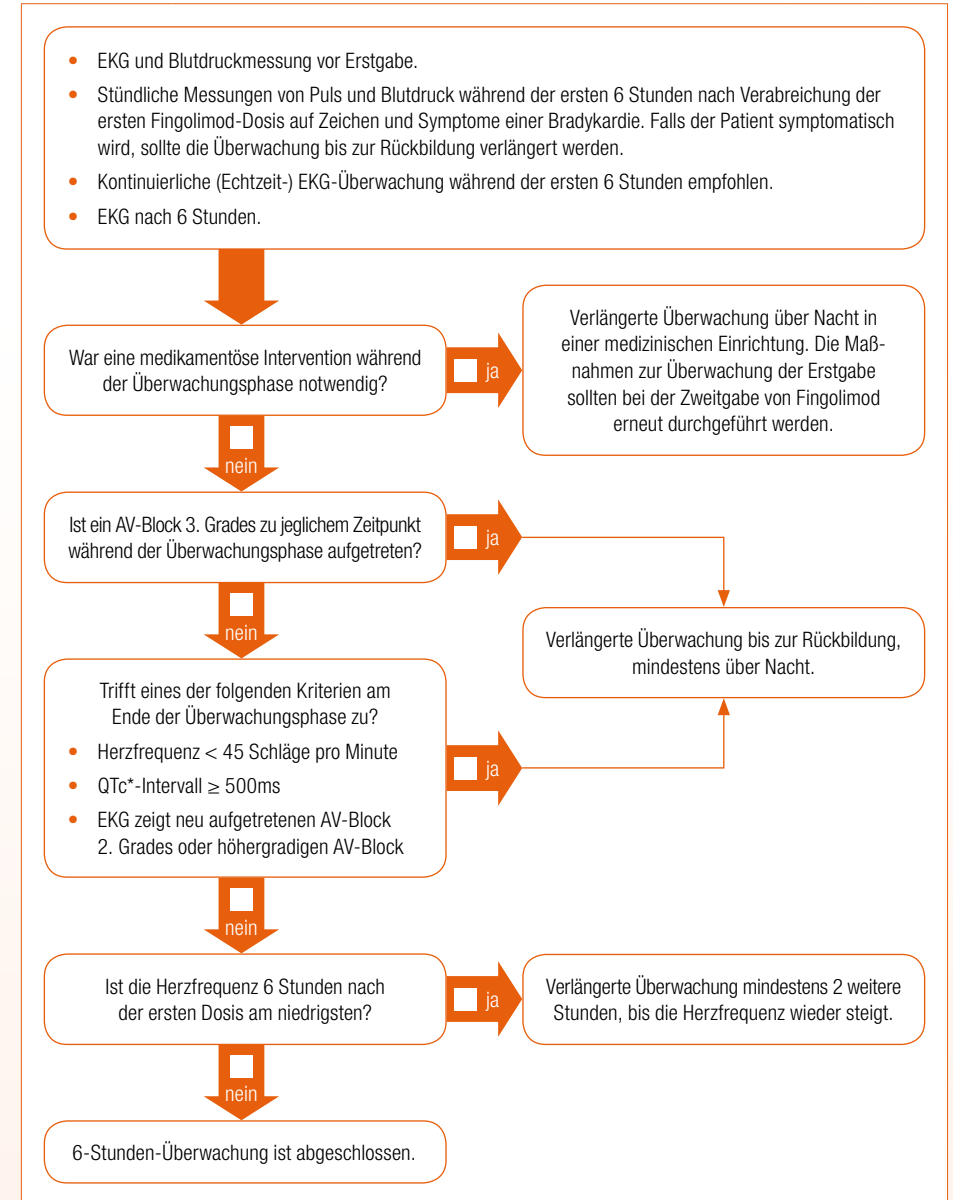 • EKG und Blutdruckmessung vor Erstgabe.
• Stündliche Messungen von Puls und Blutdruck während der ersten 6 Stunden nach Verabreichung der
ersten Fingolimod-Dosis auf Zeichen und Symptome einer Bradykardie. Falls der Patient symptomatisch
wird, sollte die Überwachung bis zur Rückbildung verlängert werden.
• Kontinuierliche (Echtzeit-) EKG-Überwachung während der ersten 6 Stunden empfohlen.
• EKG nach 6 Stunden.
War eine medikamentöse Intervention während
der Überwachungsphase notwendig?
ja
Verlängerte Überwachung über Nacht in
einer medizinischen Einrichtung. Die Maß-
nahmen zur Überwachung der Erstgabe
sollten bei der Zweitgabe von Fingolimod
erneut durchgeführt werden.
nein
Ist ein AV-Block 3. Grades zu jeglichem Zeitpunkt
während der Überwachungsphase aufgetreten?
ja
nein
Verlängerte Überwachung bis zur Rückbildung,
mindestens über Nacht.
Trifft eines der folgenden Kriterien am
Ende der Überwachungsphase zu?
• Herzfrequenz < 45 Schläge pro Minute
• QTc*-Intervall ≥ 500ms
• EKG zeigt neu aufgetretenen AV-Block
2. Grades oder höhergradigen AV-Block
ja
nein
Ist die Herzfrequenz 6 Stunden nach
der ersten Dosis am niedrigsten?
ja
Verlängerte Überwachung mindestens 2 weitere
Stunden, bis die Herzfrequenz wieder steigt.
nein
6-Stunden-Überwachung ist abgeschlossen.